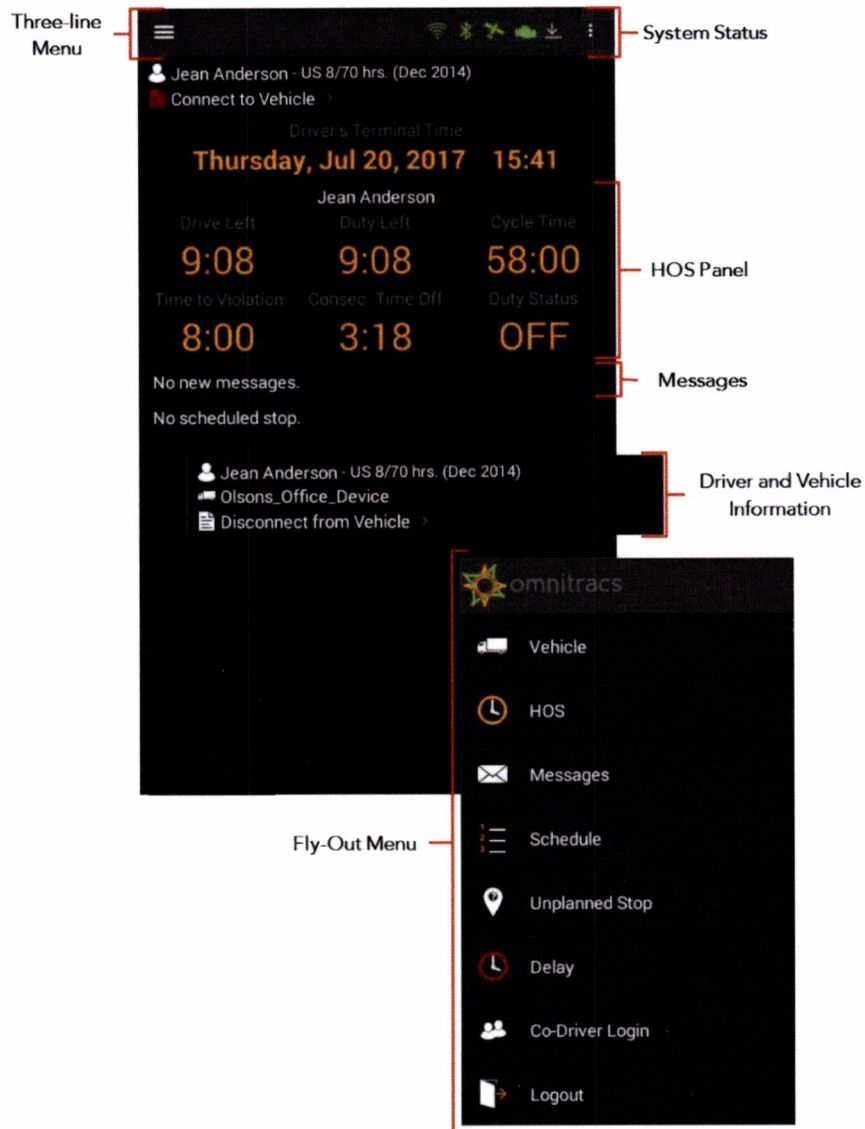 Three-line
Menu
System Status
Jean Anderson - US 8/70 hrs. (Dec 2014)
Connect to Vehicle >
Driver's Terminal Time
Thursday, Jul 20, 2017 15:41
Jean Anderson
Drive Left Duty Left Cycle Time
9:08 9:08 58:00
Time to Violation Consec. Time Off Duty Status
8:00 3:18 OFF
HOS Panel
No new messages.
Messages
No scheduled stop.
Jean Anderson - US 8/70 hrs. (Dec 2014)
Olsons_Office_Device
Disconnect from Vehicle >
Driver and Vehicle
Information
Fly-Out Menu
omnitracs
Vehicle
HOS
Messages
1
2
3
Schedule
?
Unplanned Stop
Delay
Co-Driver Login
Logout